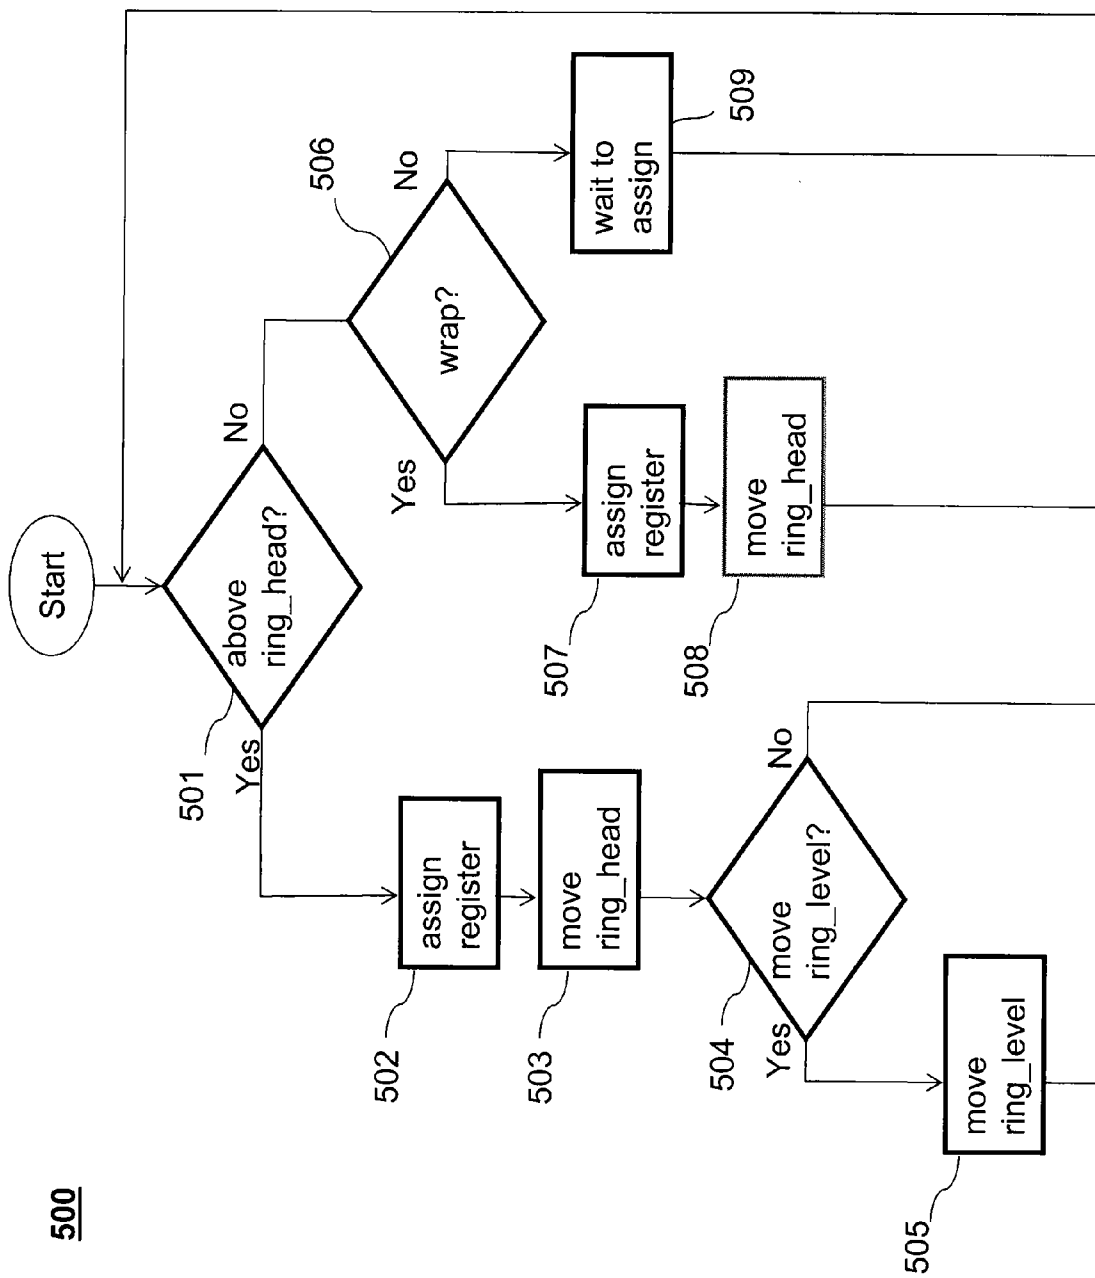 500
Start
501
above
ring_head?
Yes
No
502
assign
register
503
move
ring_head
504
move
ring_level?
Yes
No
505
move
ring_level
506
wrap?
Yes
No
507
assign
register
508
move
ring_head
509
wait to
assign